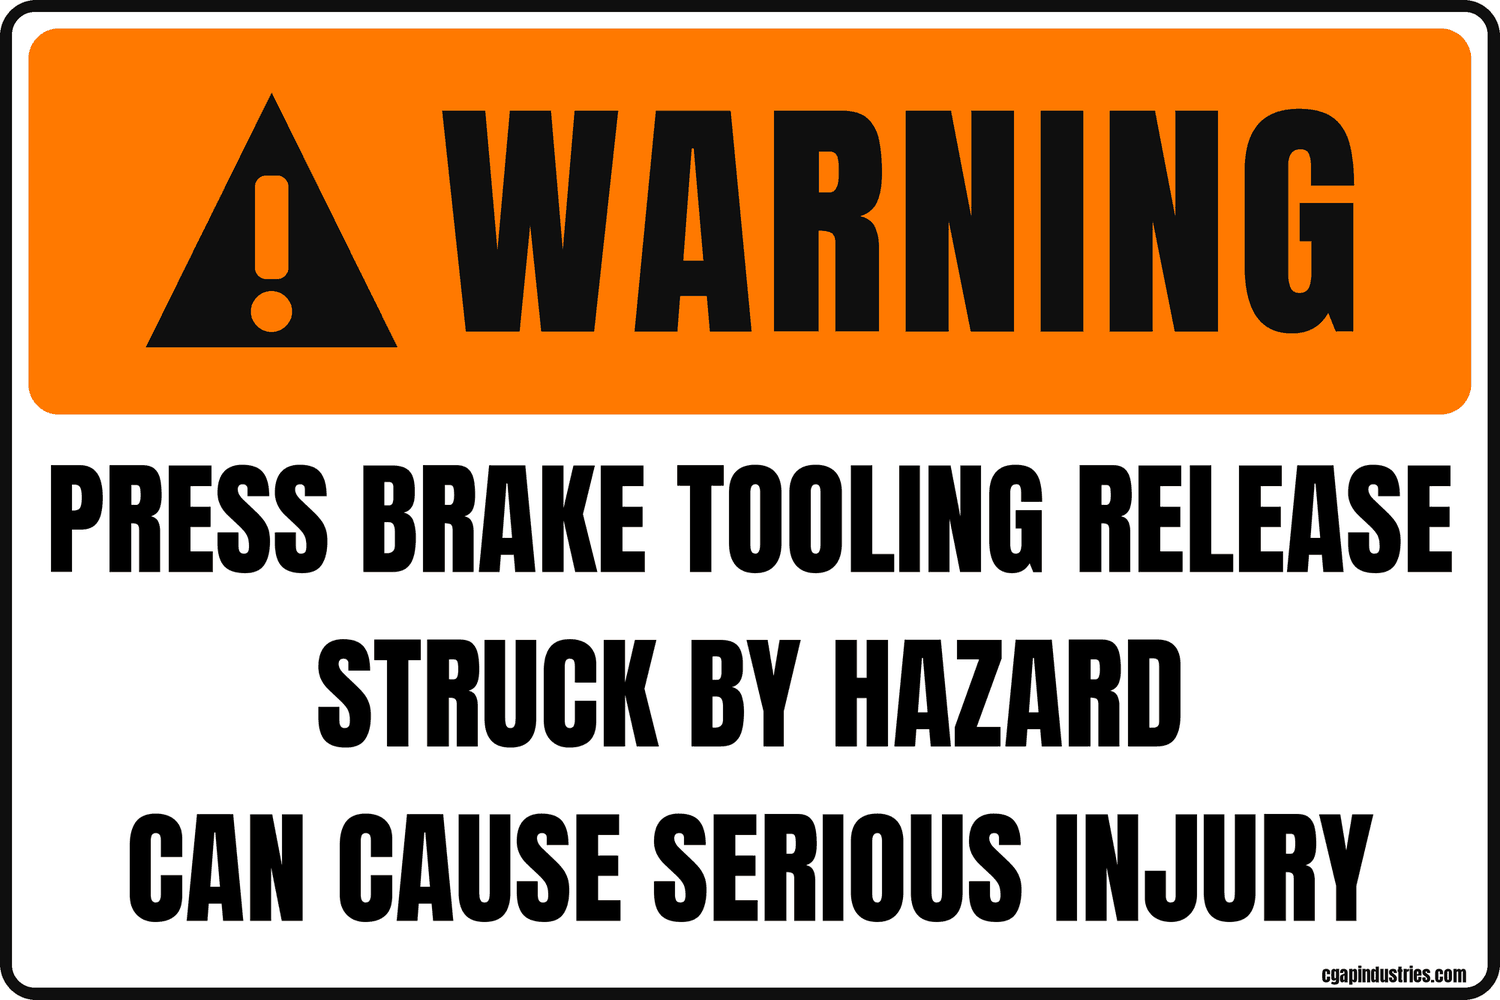 WARNING
PRESS BRAKE TOOLING RELEASE
STRUCK BY HAZARD
CAN CAUSE SERIOUS INJURY
cgapindustries.com